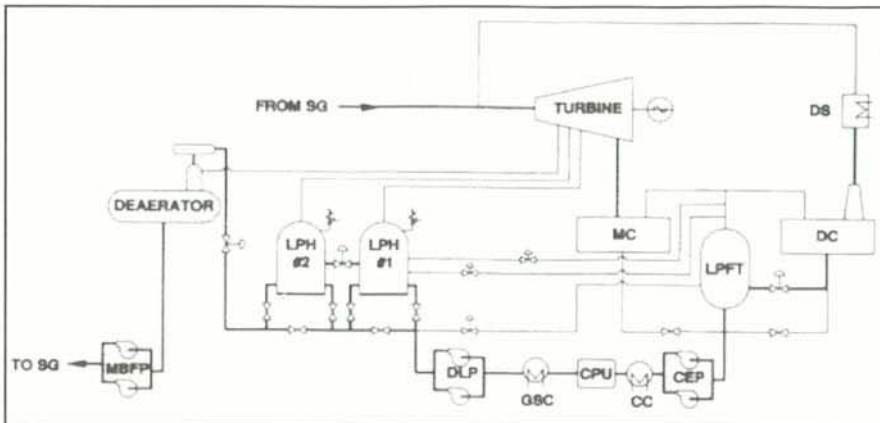 FROM SG
TURBINE
DS
DEAERATOR
LPH
#2
LPH
#1
MC
DC
LPFT
TO SG
MBFP
DLP
GSC
CPU
CC
CEP